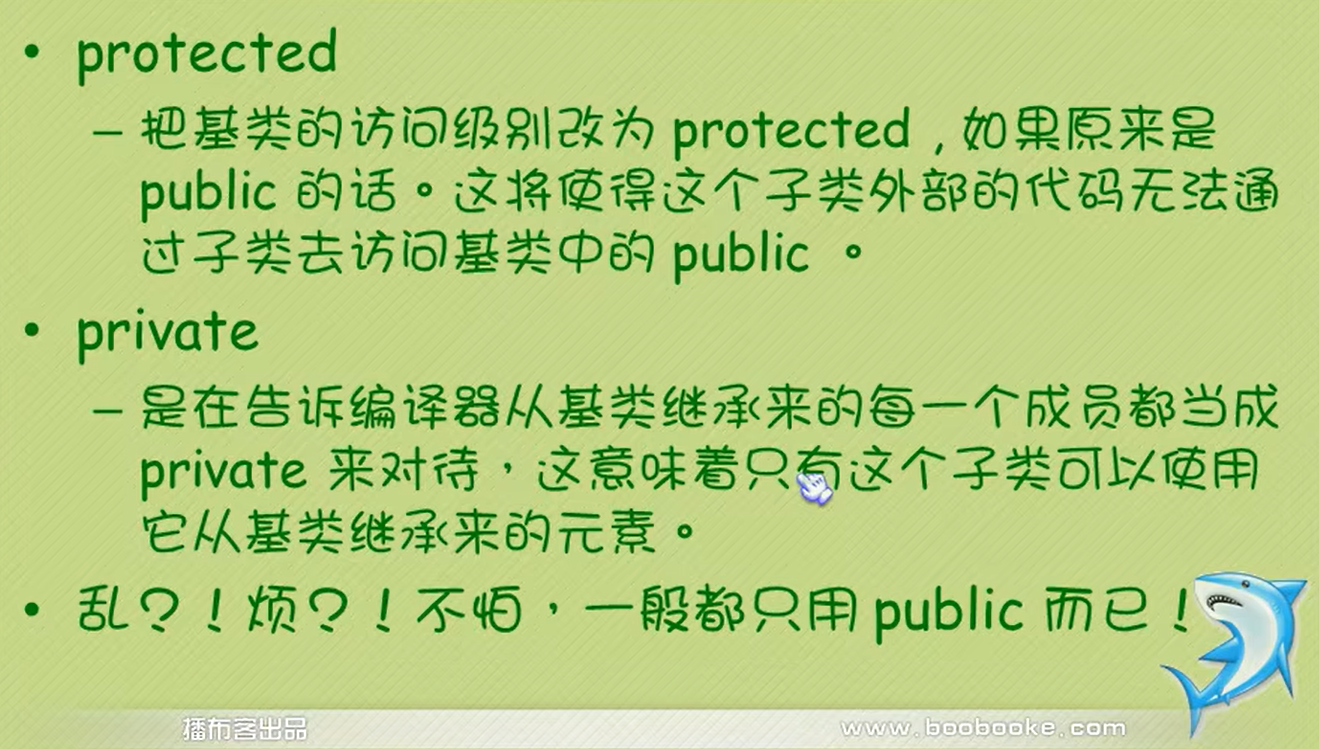 • protected
– 把基类的访问级别改为 protected , 如果原来是
public 的话。这将使得这个子类外部的代码无法通
过子类去访问基类中的 public 。
• private
– 是在告诉编译器从基类继承来的每一个成员都当成
private 来对待，这意味着只有这个子类可以使用
它从基类继承来的元素。
• 乱？！烦？！不怕，一般都只用 public 而已！
播布客出品
www.boobooke.com